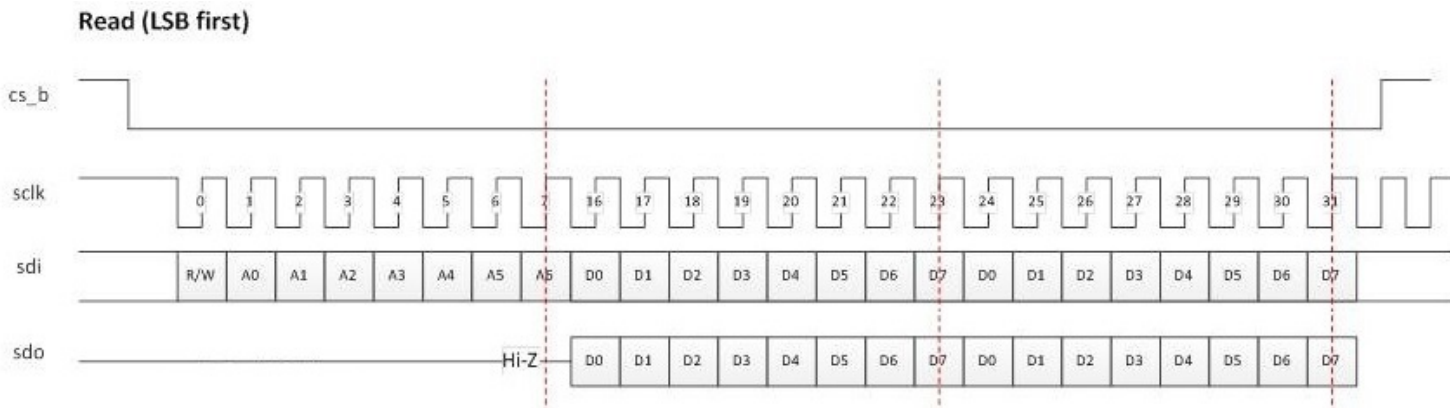 Read (LSB first)
cs_b
sclk 0 1 2 3 4 5 6 7 16 17 18 19 20 21 22 23 24 25 26 27 28 29 30 31
sdi R/W A0 A1 A2 A3 A4 A5 A6 D0 D1 D2 D3 D4 D5 D6 D7 D0 D1 D2 D3 D4 D5 D6 D7
sdo Hi-Z D0 D1 D2 D3 D4 D5 D6 D7 D0 D1 D2 D3 D4 D5 D6 D7